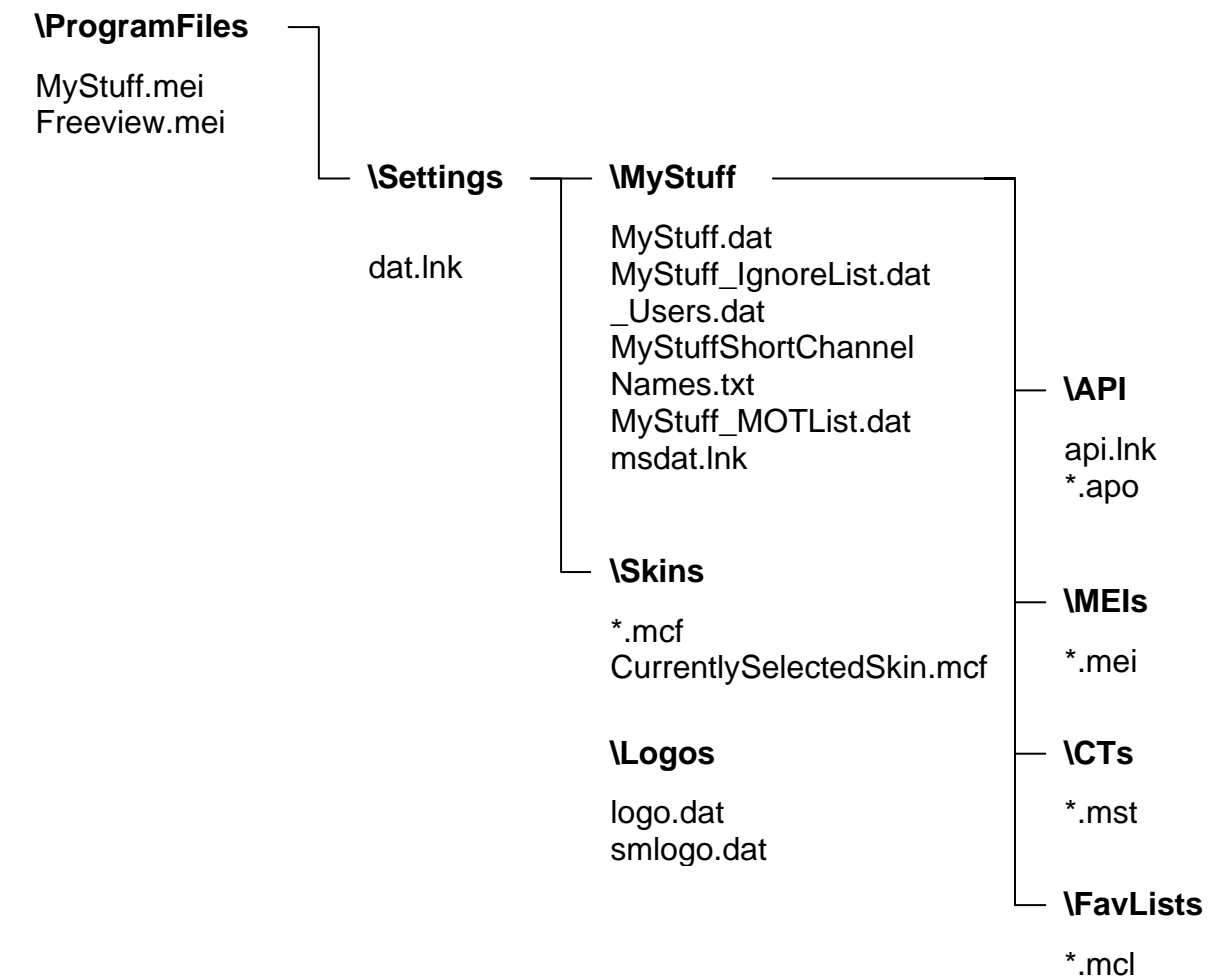 \ProgramFiles
MyStuff.mei
Freeview.mei
\Settings
dat.lnk
\MyStuff
MyStuff.dat
MyStuff_IgnoreList.dat
_Users.dat
MyStuffShortChannel
Names.txt
MyStuff_MOTList.dat
msdat.lnk
\Skins
*.mcf
CurrentlySelectedSkin.mcf
\Logos
logo.dat
smlogo.dat
\API
api.lnk
*.apo
\MEIs
*.mei
\CTs
*.mst
\FavLists
*.mcl